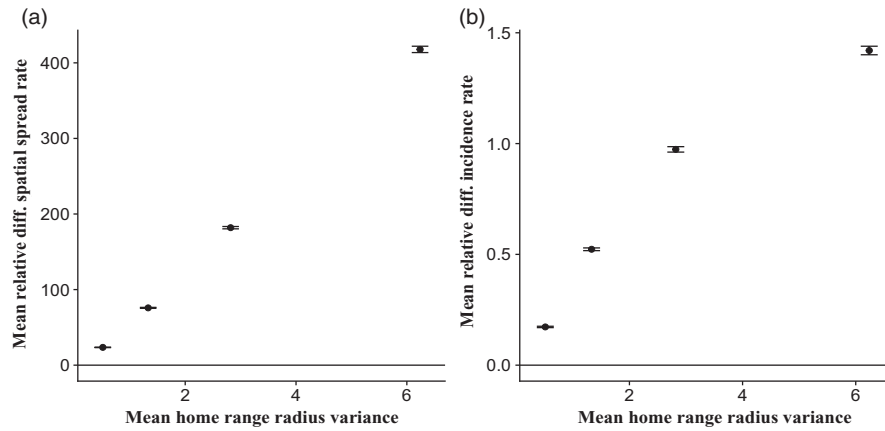 (a)
Mean relative diff. spatial spread rate
400
300
200
100
0
2
4
6
Mean home range radius variance
(b)
Mean relative diff. incidence rate
1.5
1.0
0.5
0.0
2
4
6
Mean home range radius variance